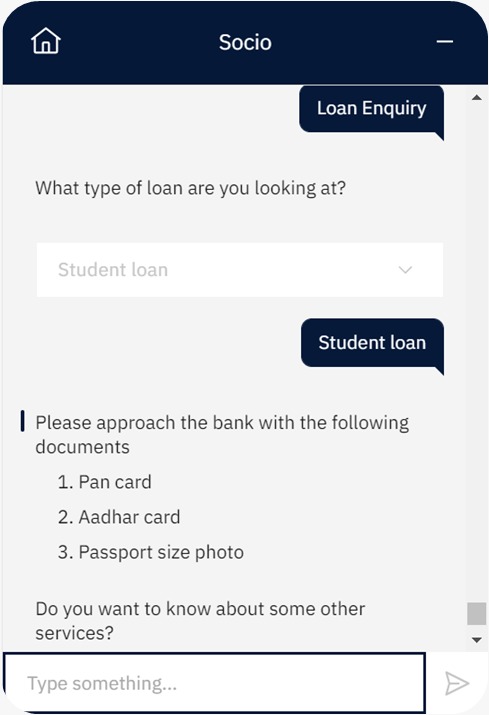 Socio
Loan Enquiry
What type of loan are you looking at?
Student loan
Student loan
Please approach the bank with the following
documents
1. Pan card
2. Aadhar card
3. Passport size photo
Do you want to know about some other
services?
Type something...